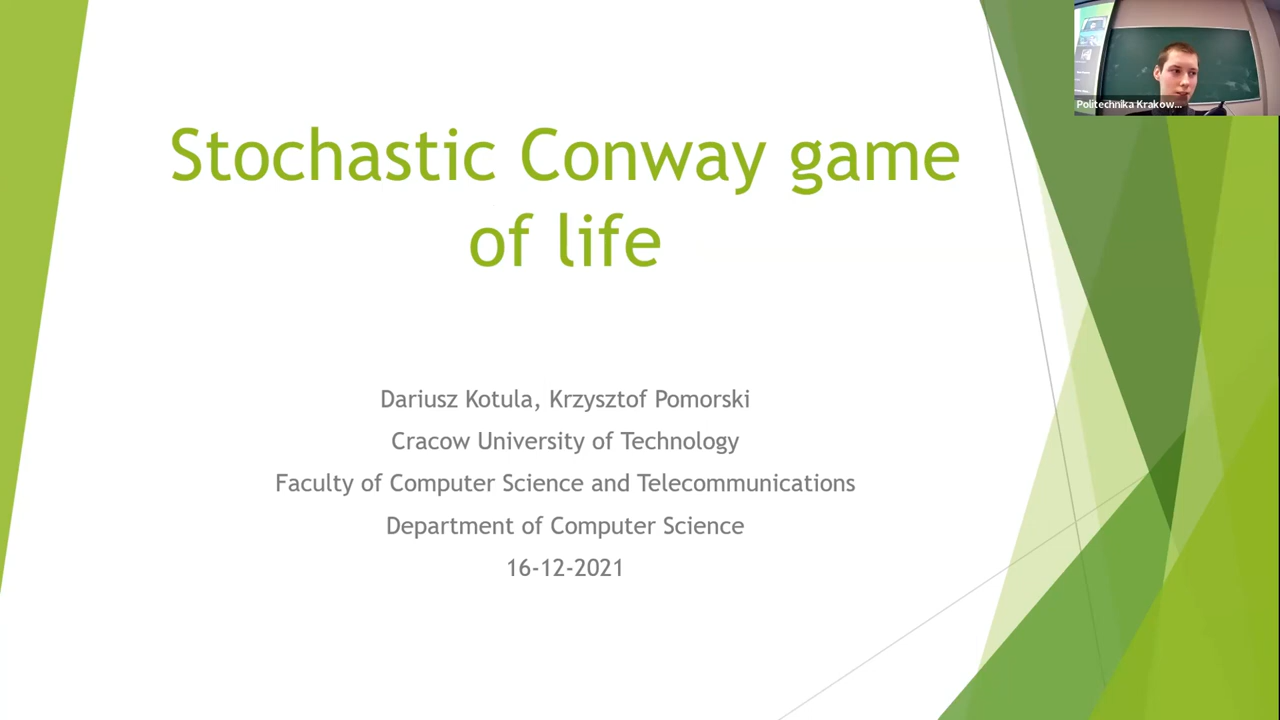 Politechnika Krakow...
Stochastic Conway game
of life
Dariusz Kotula, Krzysztof Pomorski
Cracow University of Technology
Faculty of Computer Science and Telecommunications
Department of Computer Science
16-12-2021